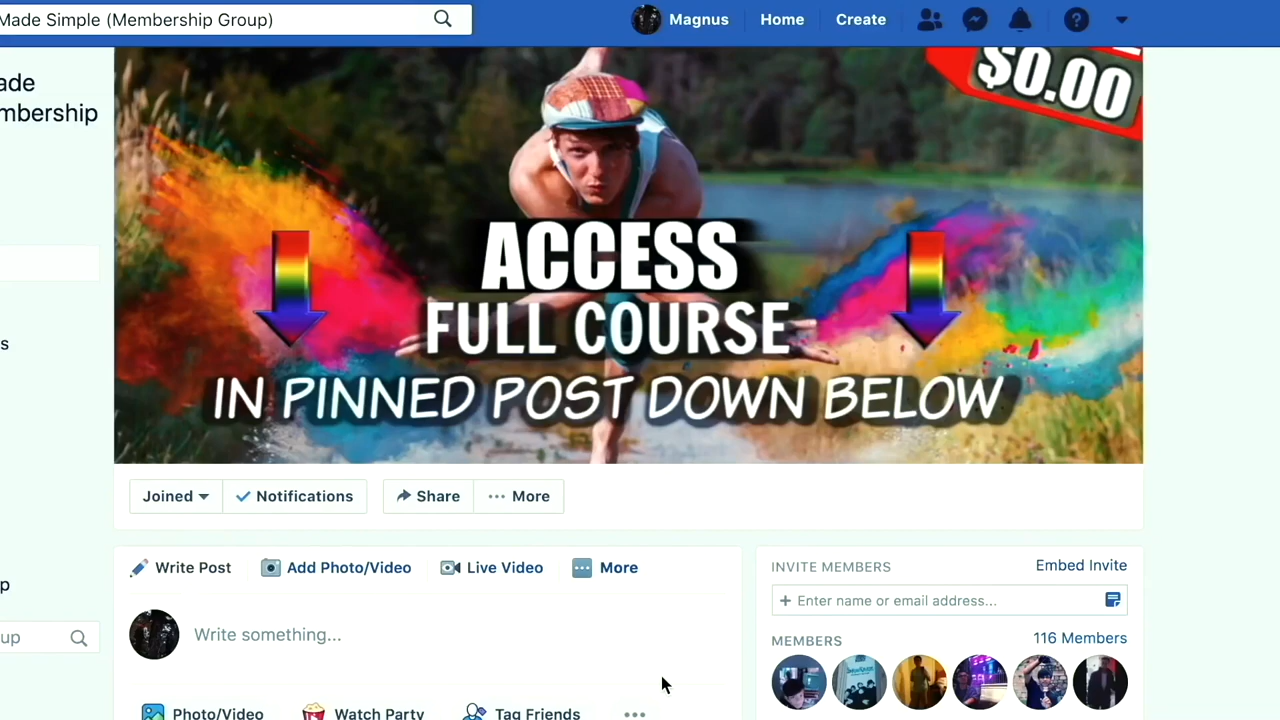 Made Simple (Membership Group)
Magnus
Home
Create
ade
mbership
$0.00
ACCESS
FULL COURSE
IN PINNED POST DOWN BELOW
s
Joined
Notifications
Share
More
Write Post
Add Photo/Video
Live Video
More
INVITE MEMBERS
Embed Invite
+ Enter name or email address...
p
Write something...
up
MEMBERS
116 Members
Photo/Video
Watch Party
Tag Friends